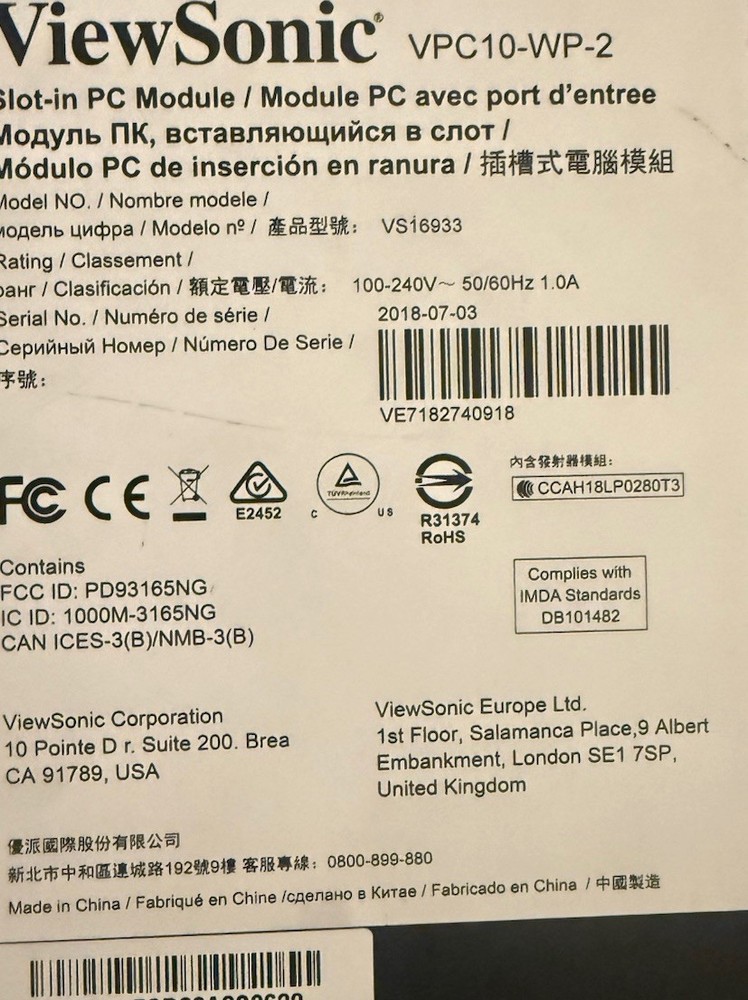 ViewSonic® VPC10-WP-2
Slot-in PC Module / Module PC avec port d'entree
Модуль ПК, вставляющийся в слот /
Módulo PC de inserción en ranura / 插槽式電腦模組
Model NO. / Nombre modele /
модель цифра / Modelo nº / 產品型號： VS16933
Rating / Classement /
ранг / Clasificación / 額定電壓/電流： 100-240V～ 50/60Hz 1.0A
Serial No. / Numéro de série / 2018-07-03
Серийный Номер / Número De Serie /
序號：
VE7182740918
FC CE E2452 TÜVRheinland C US R31374 RoHS
內含發射器模組：
CCAH18LP0280T3
Contains
FCC ID: PD93165NG
IC ID: 1000M-3165NG
CAN ICES-3(B)/NMB-3(B)
Complies with
IMDA Standards
DB101482
ViewSonic Corporation
10 Pointe D r. Suite 200. Brea
CA 91789, USA
ViewSonic Europe Ltd.
1st Floor, Salamanca Place,9 Albert
Embankment, London SE1 7SP,
United Kingdom
優派國際股份有限公司
新北市中和區連城路192號9樓 客服專線：0800-899-880
Made in China / Fabriqué en Chine /сделано в Китае / Fabricado en China / 中國製造